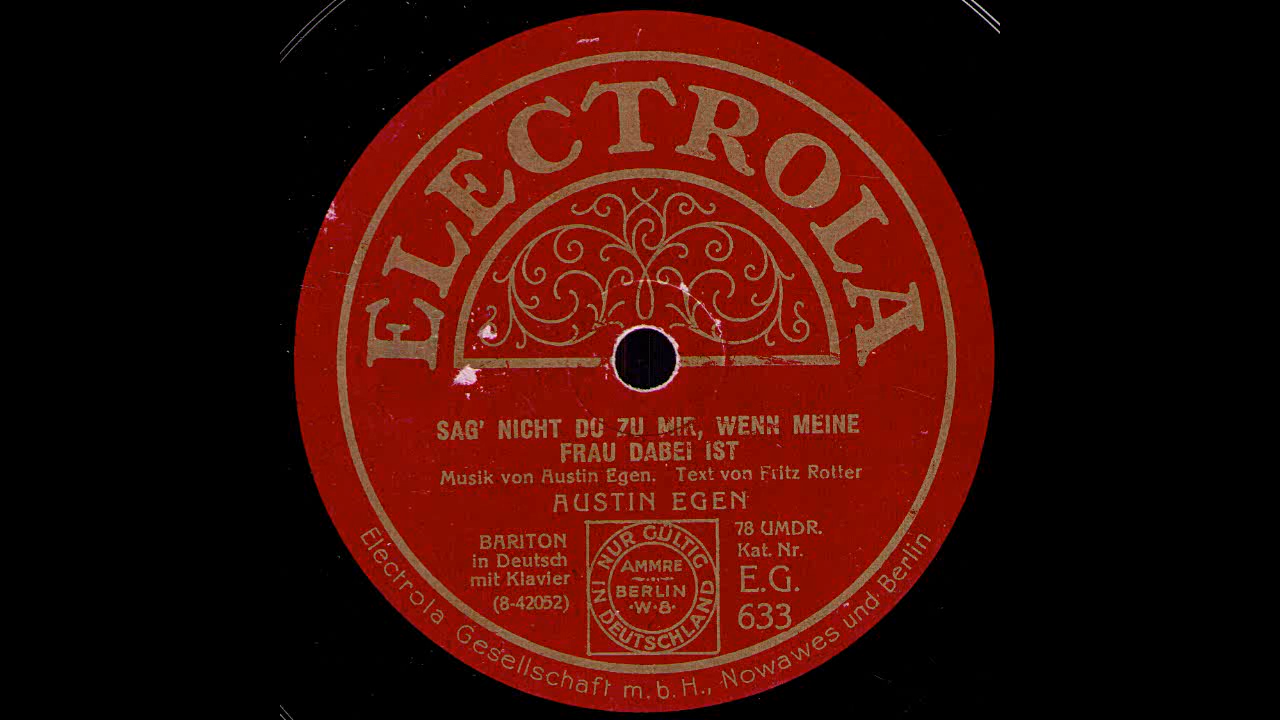 ELECTROLA
SAG' NICHT DU ZU MIR, WENN MEINE
FRAU DABEI IST
Musik von Austin Egen. Text von Fritz Rotter
AUSTIN EGEN
BARITON
in Deutsch
mit Klavier
(8-42052)
NUR GÜLTIG
IN DEUTSCHLAND
AMMRE
BERLIN
·W·8·
78 UMDR.
Kat. Nr.
E.G.
633
Electrola Gesellschaft m.b.H., Nowawes und Berlin